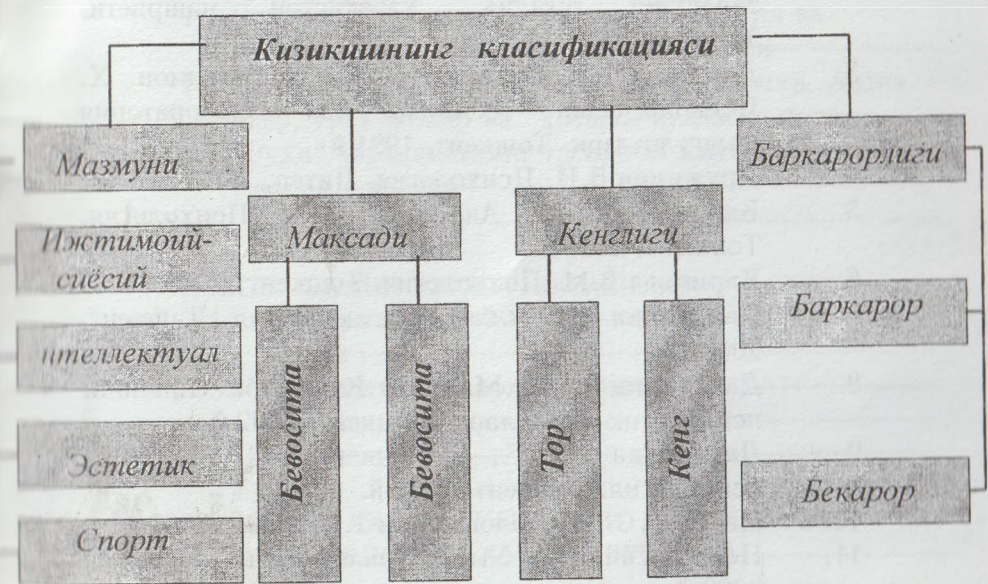 Кизикишнинг класификацияси
Мазмуни
Ижтимоий-
сиёсий
интеллектуал
Эстетик
Спорт
Максади
Бевосита
Бевосита
Кенглиги
Тор
Кенг
Баркарорлиги
Баркарор
Бекарор